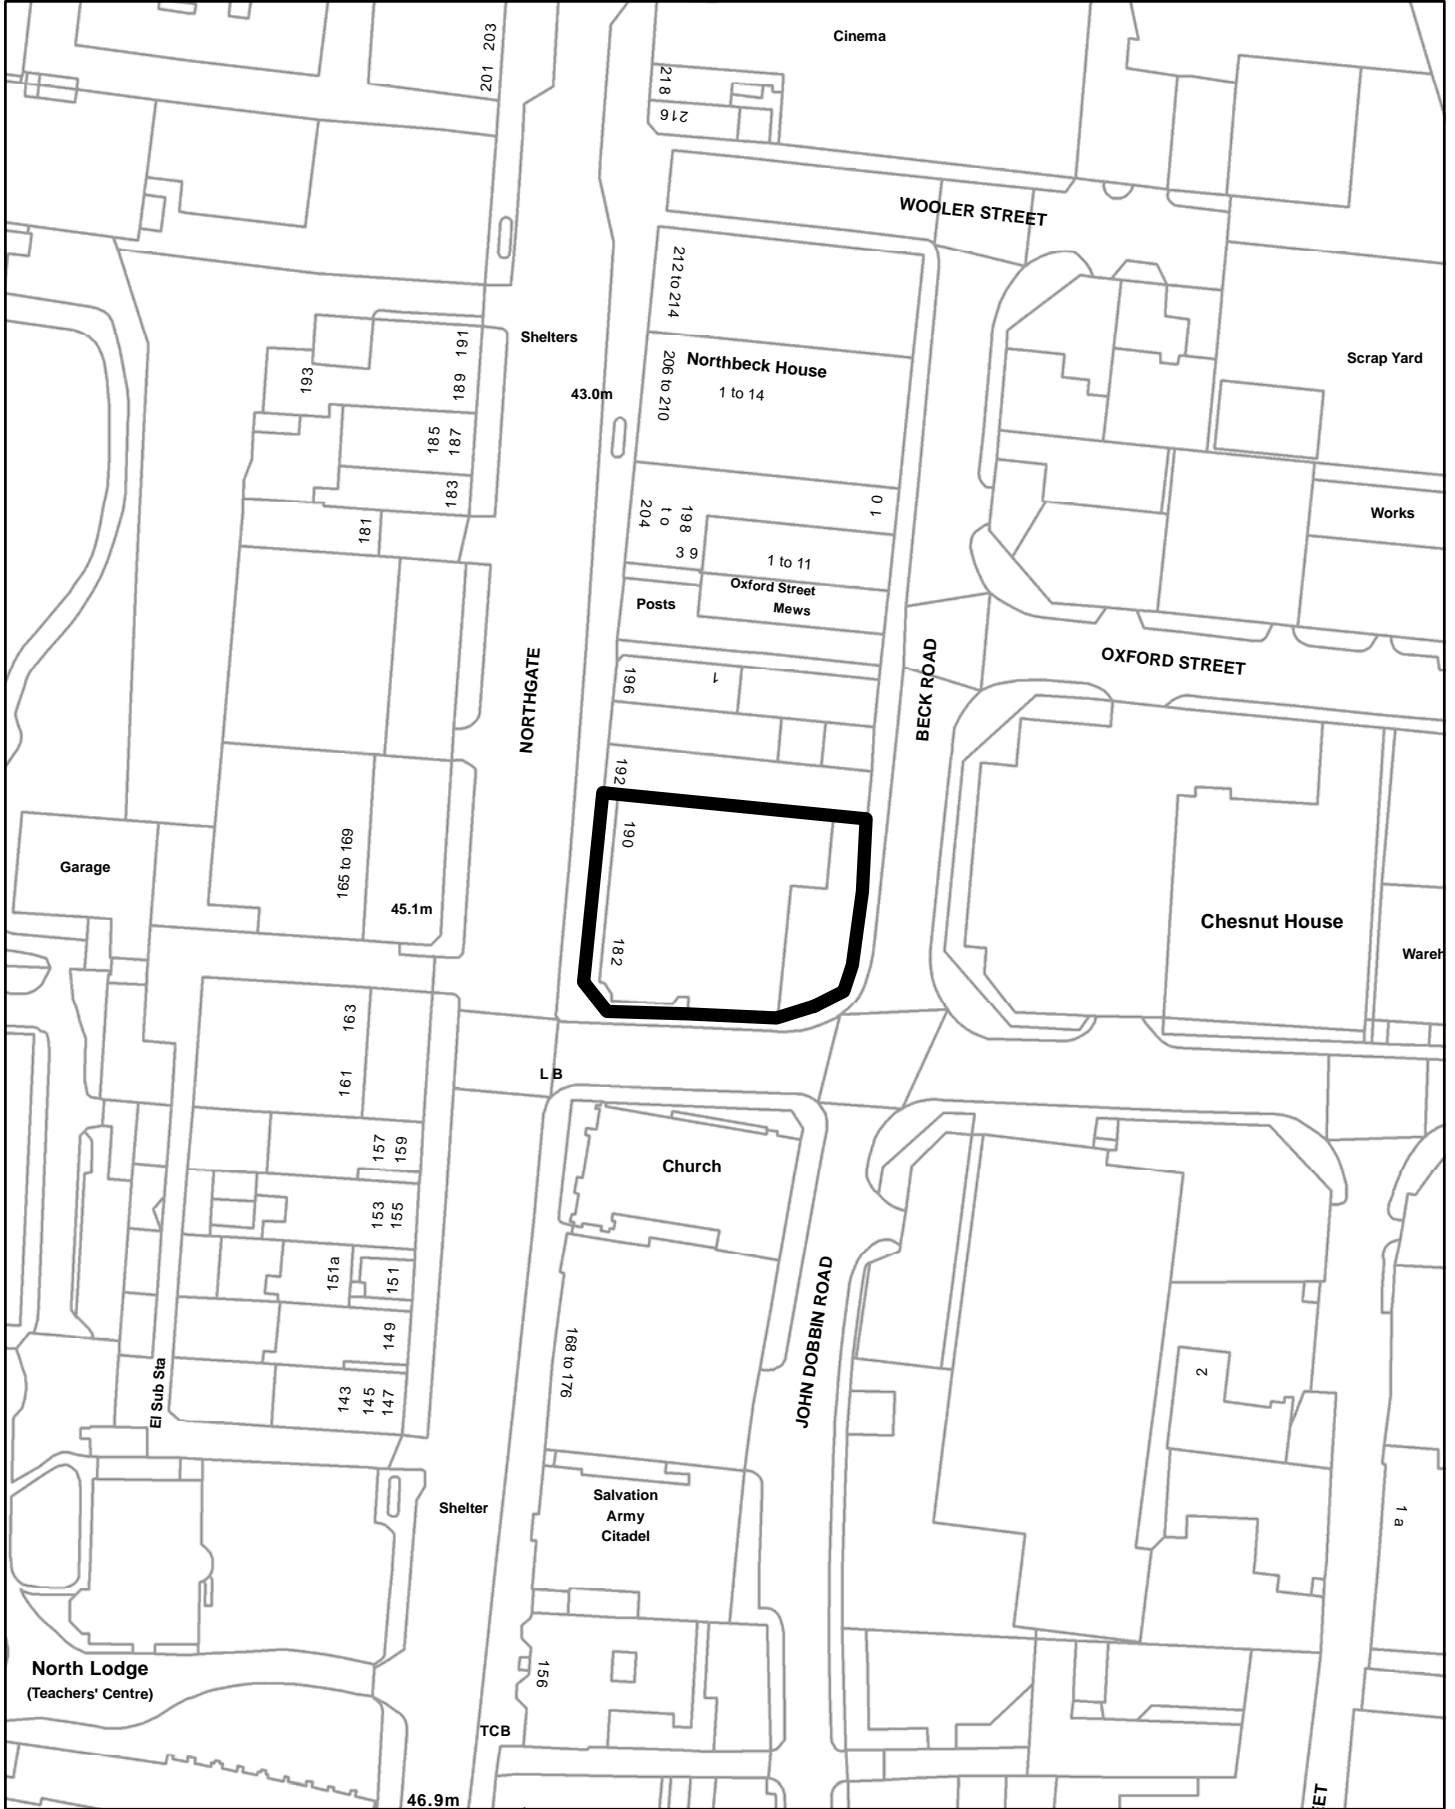 203
201
Cinema
218
216
WOOLER STREET
212 to 214
Shelters
191
189
193
Northbeck House
1 to 14
206 to 210
Scrap Yard
43.0m
185
187
183
181
10
198
to
204
39
1 to 11
Works
Oxford Street
Mews
Posts
OXFORD STREET
NORTHGATE
BECK ROAD
196
1
192
190
165 to 169
Garage
45.1m
182
Chesnut House
Wareh
163
161
L B
157
159
Church
153
155
151a
151
149
168 to 176
JOHN DOBBIN ROAD
El Sub Sta
143
145
147
2
Shelter
Salvation
Army
Citadel
1 a
North Lodge
(Teachers' Centre)
156
TCB
46.9m
EET